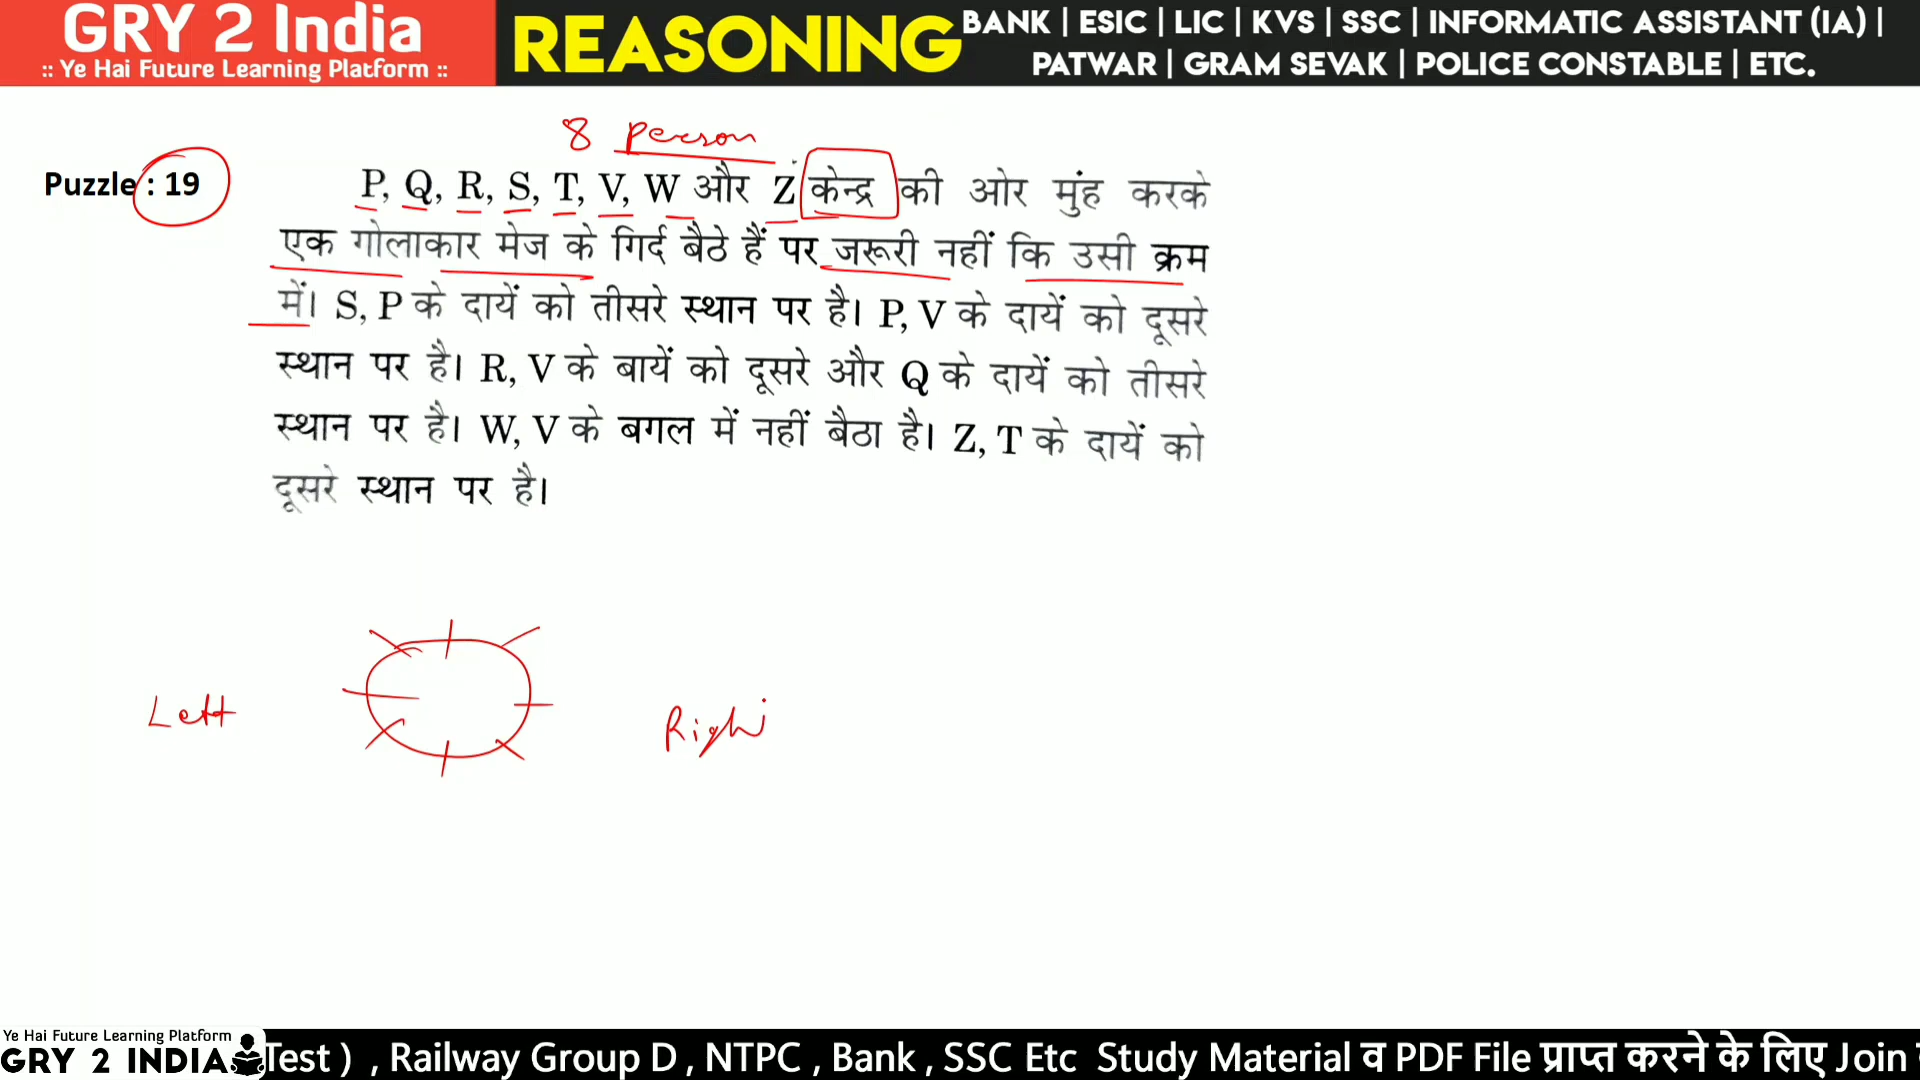 GRY 2 India
:: Ye Hai Future Learning Platform ::
REASONING
BANK | ESIC | LIC | KVS | SSC | INFORMATIC ASSISTANT (IA) |
PATWAR | GRAM SEVAK | POLICE CONSTABLE | ETC.
8 person
Puzzle : 19
P, Q, R, S, T, V, W और Z केन्द्र की ओर मुंह करके
एक गोलाकार मेज के गिर्द बैठे हैं पर जरूरी नहीं कि उसी क्रम
में। S, P के दायें को तीसरे स्थान पर है। P, V के दायें को दूसरे
स्थान पर है। R, V के बायें को दूसरे और Q के दायें को तीसरे
स्थान पर है। W, V के बगल में नहीं बैठा है। Z, T के दायें को
दूसरे स्थान पर है।
Left
Right
Ye Hai Future Learning Platform
GRY 2 INDIA
Test ) , Railway Group D , NTPC , Bank , SSC Etc Study Material व PDF File प्राप्त करने के लिए Join